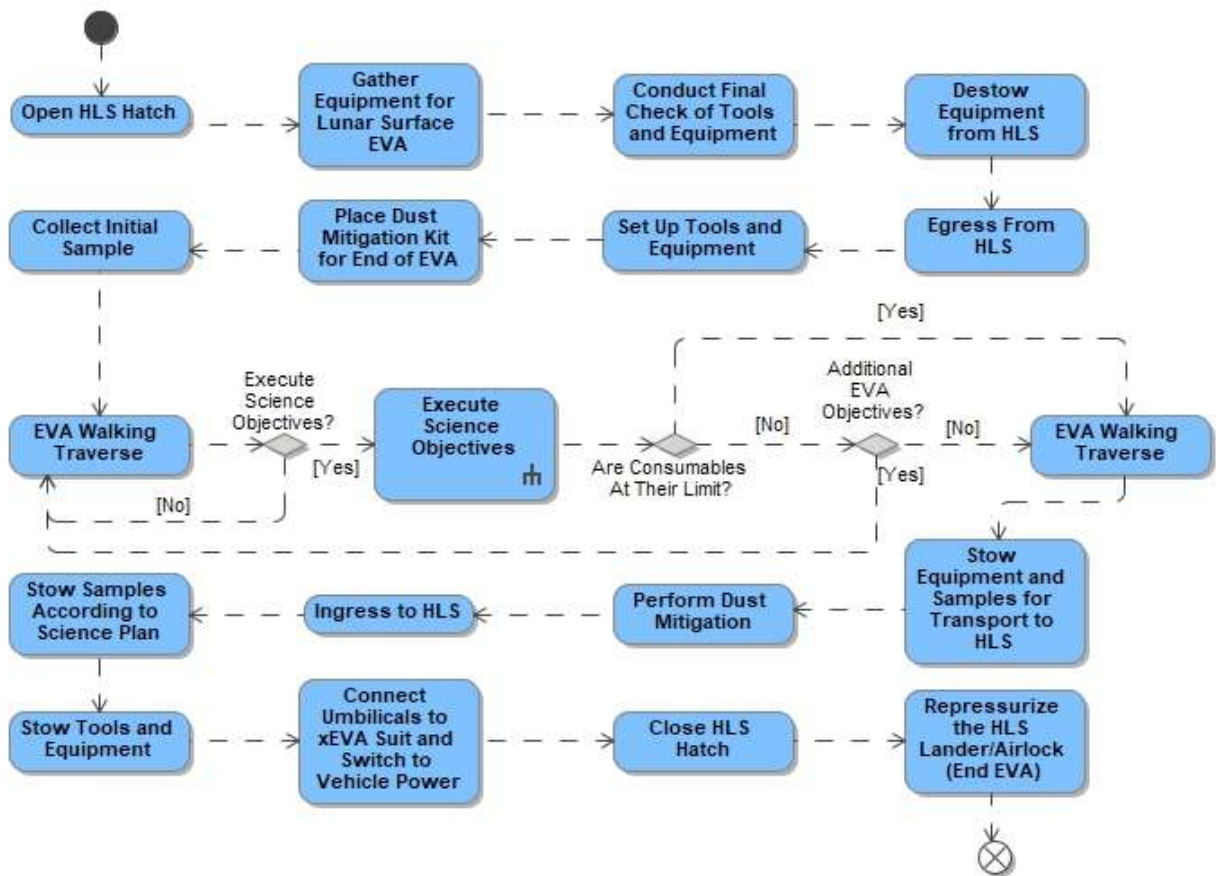 Open HLS Hatch
Gather
Equipment for
Lunar Surface
EVA
Conduct Final
Check of Tools
and Equipment
Destow
Equipment
from HLS
Egress From
HLS
Set Up Tools and
Equipment
Place Dust
Mitigation Kit
for End of EVA
Collect Initial
Sample
EVA Walking
Traverse
Execute
Science
Objectives?
[No]
[Yes]
Execute
Science
Objectives
Are Consumables
At Their Limit?
[Yes]
[No]
Additional
EVA
Objectives?
[No]
[Yes]
EVA Walking
Traverse
Stow
Equipment and
Samples for
Transport to
HLS
Perform Dust
Mitigation
Ingress to HLS
Stow Samples
According to
Science Plan
Stow Tools and
Equipment
Connect
Umbilicals to
xEVA Suit and
Switch to
Vehicle Power
Close HLS
Hatch
Repressurize
the HLS
Lander/Airlock
(End EVA)